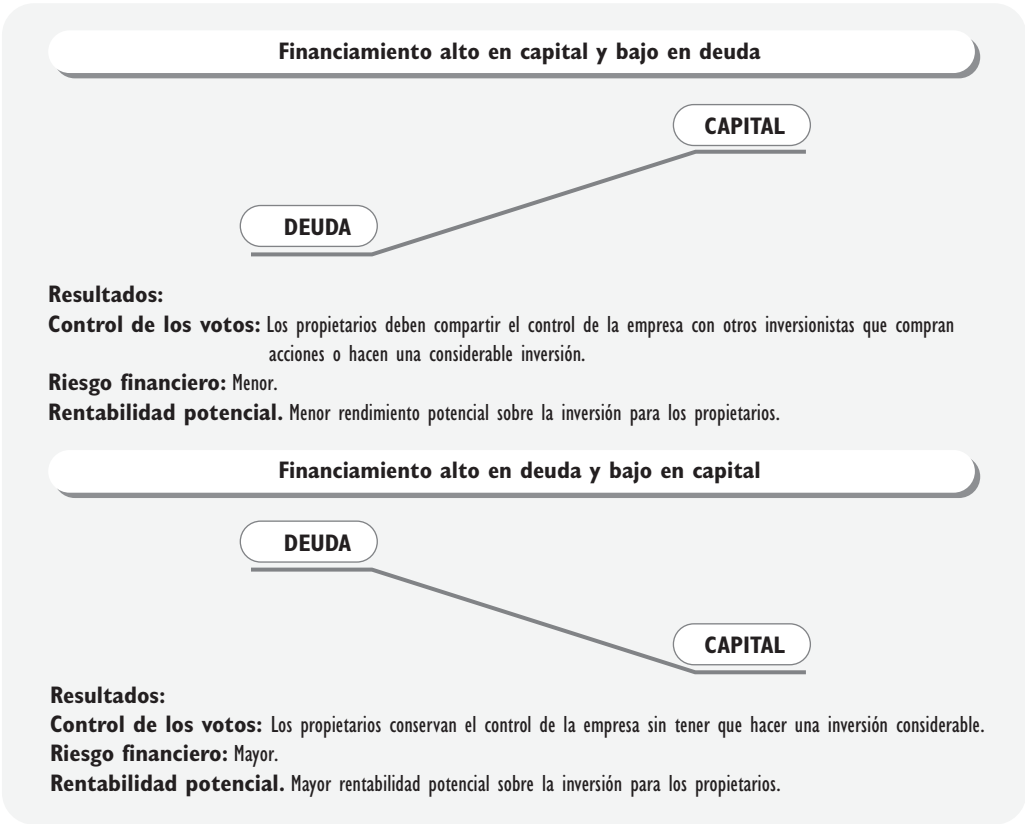 Financiamiento alto en capital y bajo en deuda
CAPITAL
DEUDA
Resultados:
Control de los votos: Los propietarios deben compartir el control de la empresa con otros inversionistas que compran
acciones o hacen una considerable inversión.
Riesgo financiero: Menor.
Rentabilidad potencial. Menor rendimiento potencial sobre la inversión para los propietarios.
Financiamiento alto en deuda y bajo en capital
DEUDA
CAPITAL
Resultados:
Control de los votos: Los propietarios conservan el control de la empresa sin tener que hacer una inversión considerable.
Riesgo financiero: Mayor.
Rentabilidad potencial. Mayor rentabilidad potencial sobre la inversión para los propietarios.